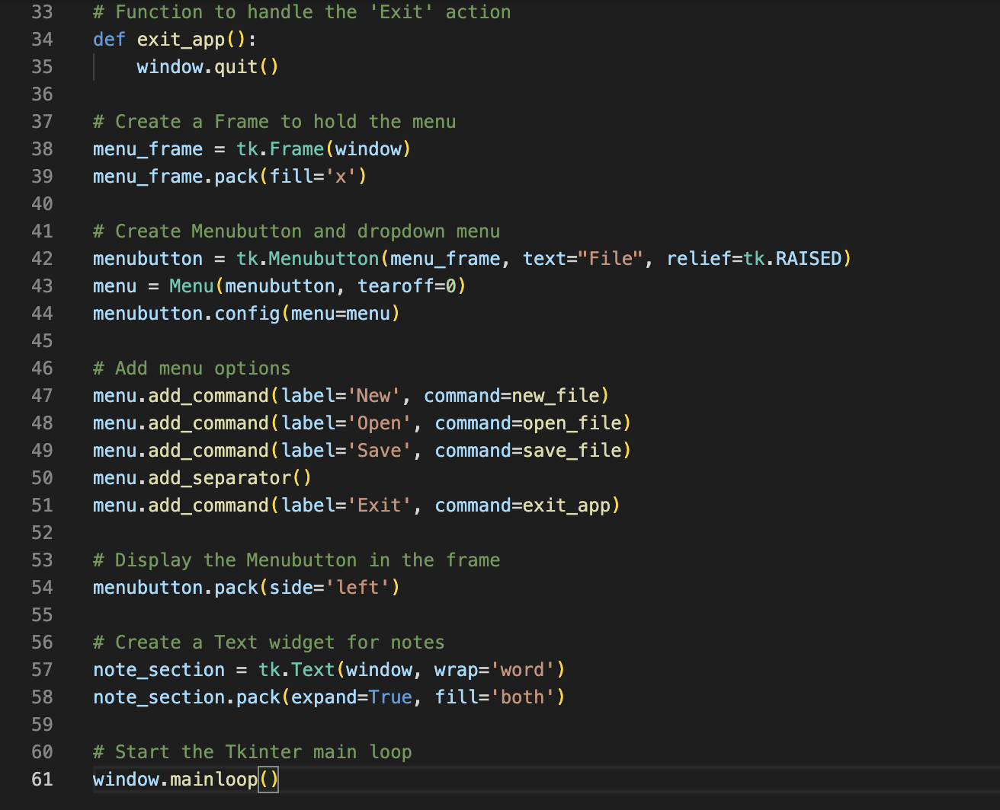 33 # Function to handle the 'Exit' action
34 def exit_app():
35     window.quit()
36
37 # Create a Frame to hold the menu
38 menu_frame = tk.Frame(window)
39 menu_frame.pack(fill='x')
40
41 # Create Menubutton and dropdown menu
42 menubutton = tk.Menubutton(menu_frame, text="File", relief=tk.RAISED)
43 menu = Menu(menubutton, tearoff=0)
44 menubutton.config(menu=menu)
45
46 # Add menu options
47 menu.add_command(label='New', command=new_file)
48 menu.add_command(label='Open', command=open_file)
49 menu.add_command(label='Save', command=save_file)
50 menu.add_separator()
51 menu.add_command(label='Exit', command=exit_app)
52
53 # Display the Menubutton in the frame
54 menubutton.pack(side='left')
55
56 # Create a Text widget for notes
57 note_section = tk.Text(window, wrap='word')
58 note_section.pack(expand=True, fill='both')
59
60 # Start the Tkinter main loop
61 window.mainloop()